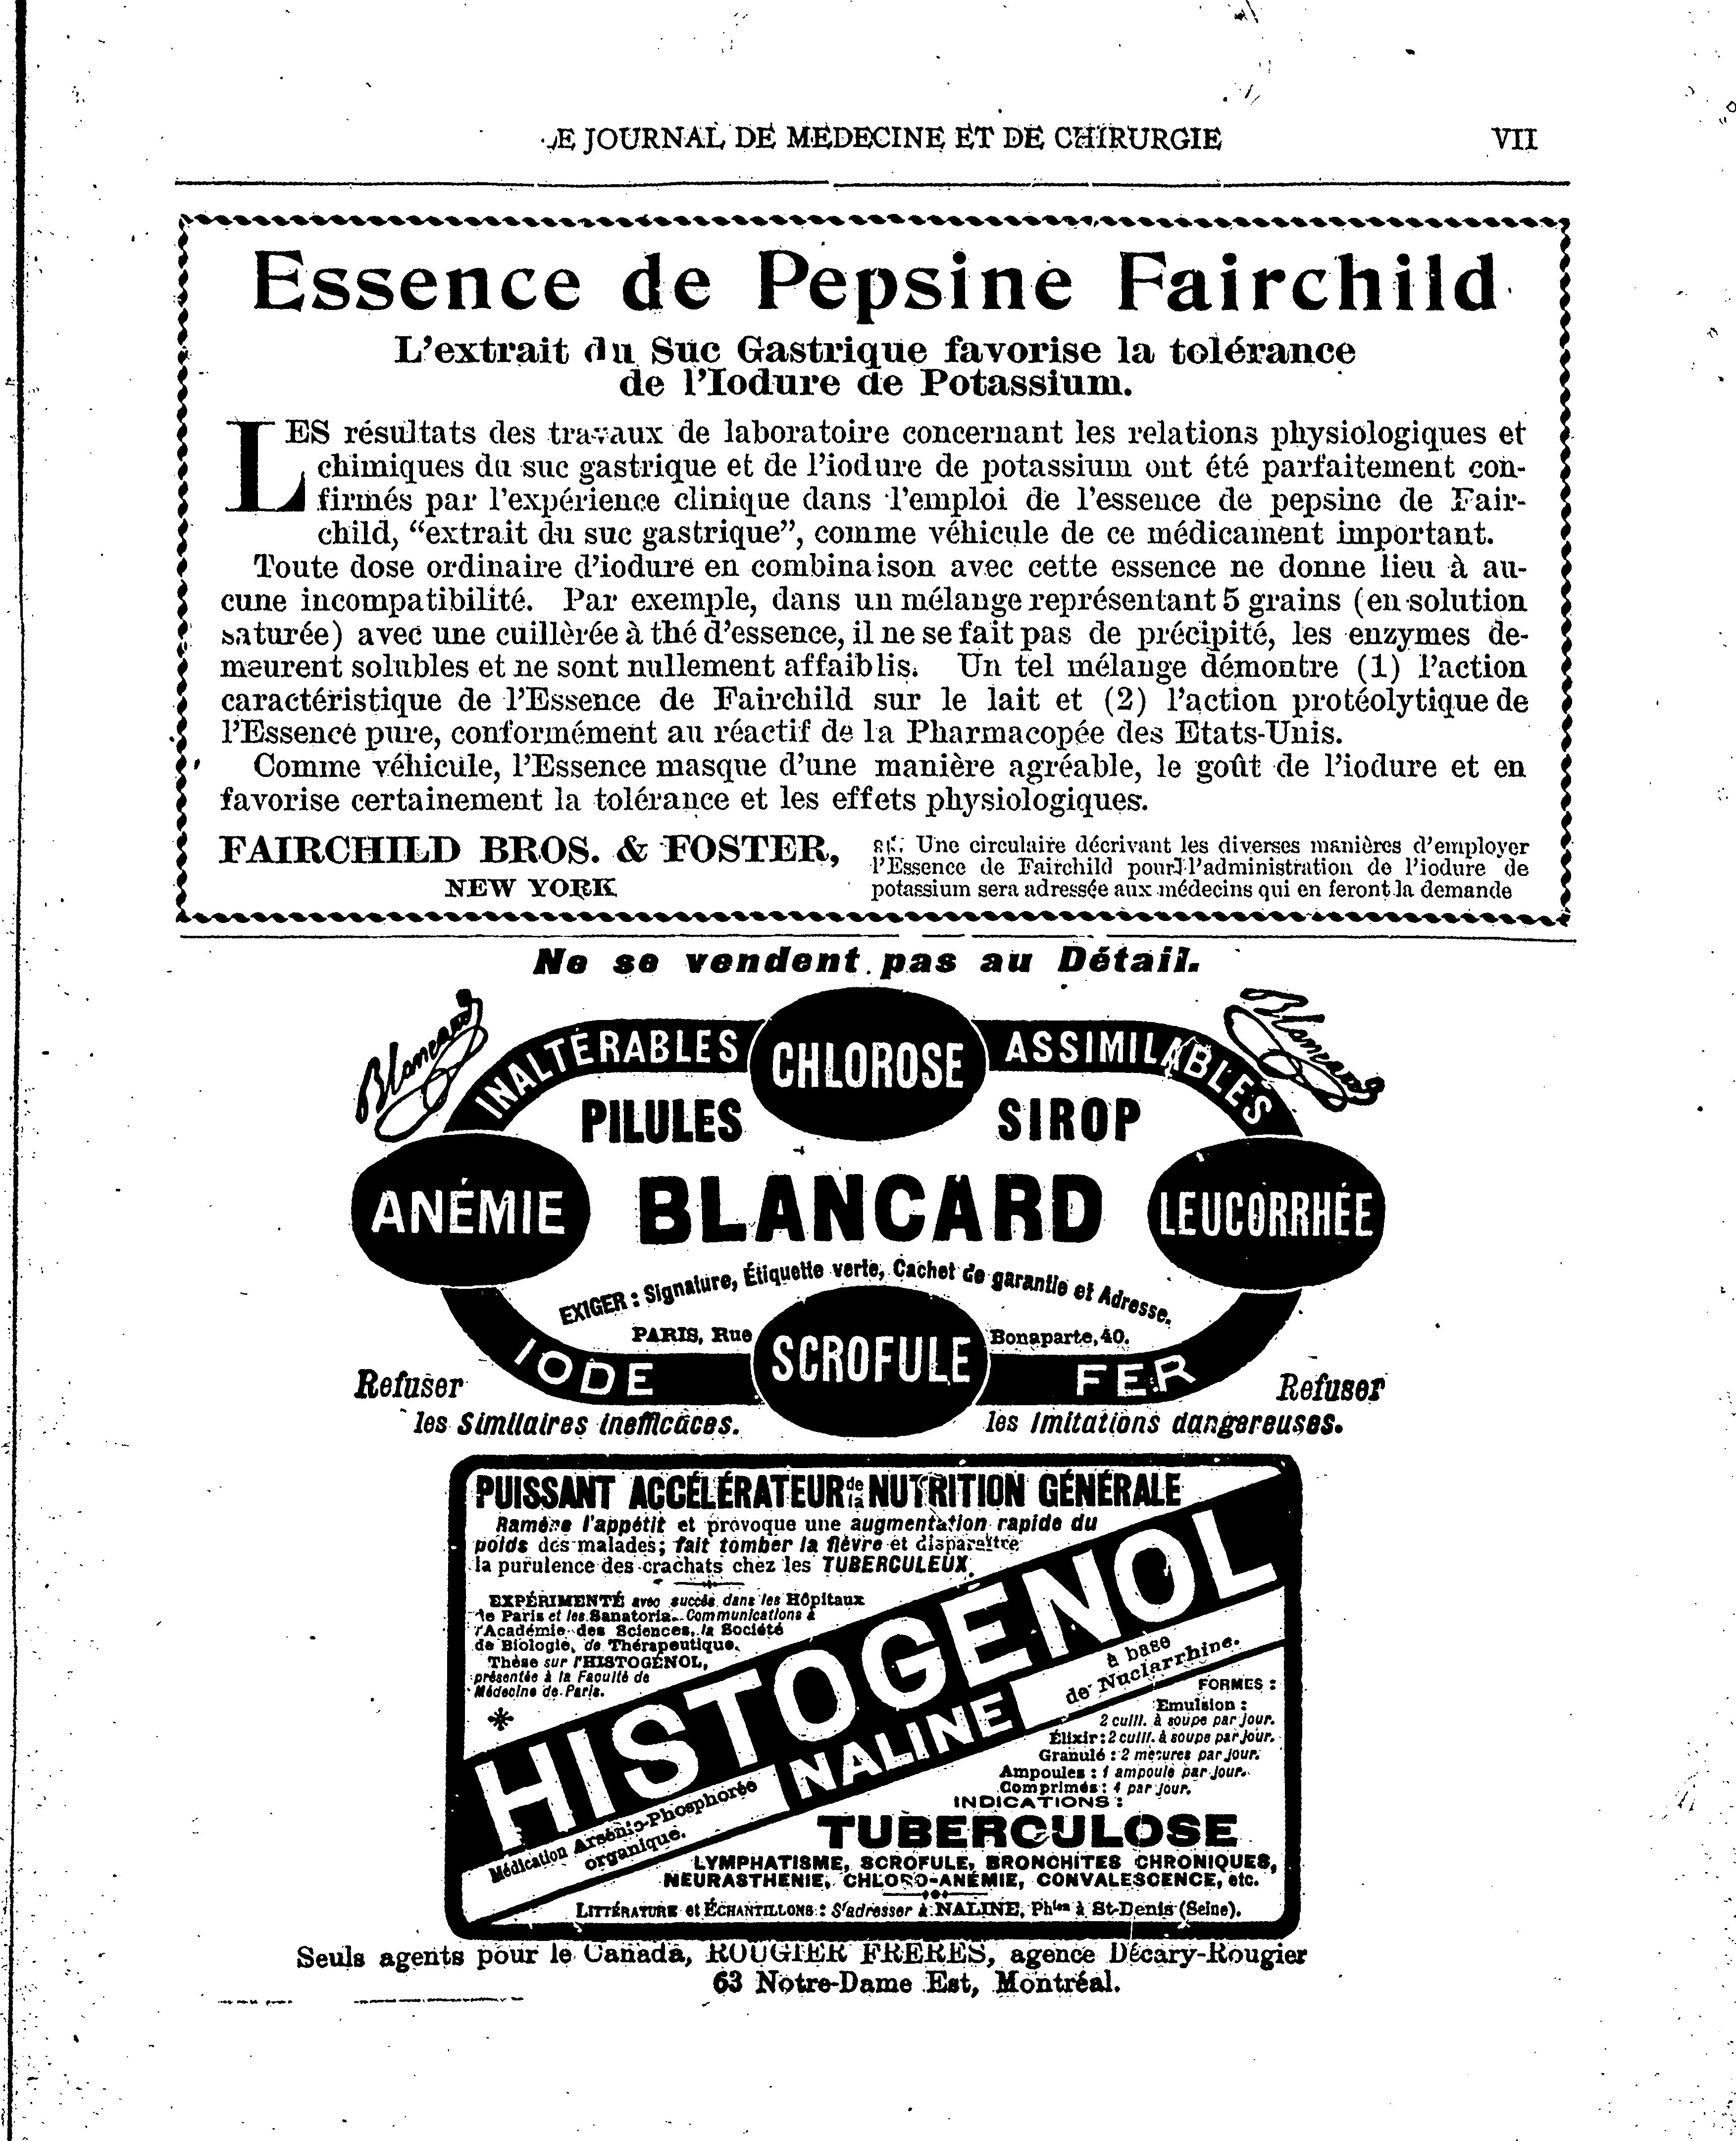 LE JOURNAL DE MEDECINE ET DE CHIRURGIE VII
Essence de Pepsine Fairchild
L'extrait du Suc Gastrique favorise la tolérance
de l'Iodure de Potassium.
LES résultats des travaux de laboratoire concernant les relations physiologiques et
chimiques du suc gastrique et de l'iodure de potassium ont été parfaitement con-
firmés par l'expérience clinique dans l'emploi de l'essence de pepsine de Fair-
child, “extrait du suc gastrique”, comme véhicule de ce médicament important.
Toute dose ordinaire d'iodure en combinaison avec cette essence ne donne lieu à au-
cune incompatibilité. Par exemple, dans un mélange représentant 5 grains (en solution
saturée) avec une cuillèrée à thé d'essence, il ne se fait pas de précipité, les enzymes de-
meurent solubles et ne sont nullement affaiblis. Un tel mélange démontre (1) l'action
caractéristique de l'Essence de Fairchild sur le lait et (2) l'action protéolytique de
l'Essence pure, conformément au réactif de la Pharmacopée des Etats-Unis.
Comme véhicule, l'Essence masque d'une manière agréable, le goût de l'iodure et en
favorise certainement la tolérance et les effets physiologiques.
FAIRCHILD BROS. & FOSTER,
NEW YORK
Une circulaire décrivant les diverses manières d'employer
l'Essence de Fairchild pour l'administration de l'iodure de
potassium sera adressée aux médecins qui en feront la demande
Ne se vendent pas au Détail.
Blancard
Blancard
INALTÉRABLES CHLOROSE ASSIMILABLES
PILULES SIROP
ANÉMIE BLANCARD LEUCORRHÉE
EXIGER : Signature, Étiquette verte, Cachet de garantie et Adresse.
PARIS, Rue Bonaparte, 40.
IODE SCROFULE FER
Refuser
les Similaires inefficaces.
Refuser
les Imitations dangereuses.
PUISSANT ACCÉLÉRATEUR de la NUTRITION GÉNÉRALE
Ramène l'appétit et provoque une augmentation rapide du
poids des malades; fait tomber la fièvre et disparaître
la purulence des crachats chez les TUBERCULEUX.
EXPÉRIMENTÉ avec succès dans les Hôpitaux
de Paris et les Sanatoria. Communications à
l'Académie des Sciences, la Société
de Biologie, de Thérapeutique.
Thèse sur l'HISTOGÉNOL,
présentée à la Faculté de
Médecine de Paris.
HISTOGÉNOL
NALINE
à base
de Nuclarrhine.
Médication Arsénio-Phosphorée
organique.
FORMES :
Emulsion :
2 cuill. à soupe par jour.
Élixir : 2 cuill. à soupe par jour.
Granulé : 2 mesures par jour.
Ampoules : 1 ampoule par jour.
Comprimés : 4 par jour.
INDICATIONS :
TUBERCULOSE
LYMPHATISME, SCROFULE, BRONCHITES CHRONIQUES,
NEURASTHENIE, CHLORO-ANÉMIE, CONVALESCENCE, etc.
LITTÉRATURE et ÉCHANTILLONS : S'adresser à NALINE, Phien à St-Denis (Seine).
Seuls agents pour le Canada, ROUGIER FRERES, agence Décary-Rougier
63 Notre-Dame Est, Montréal.